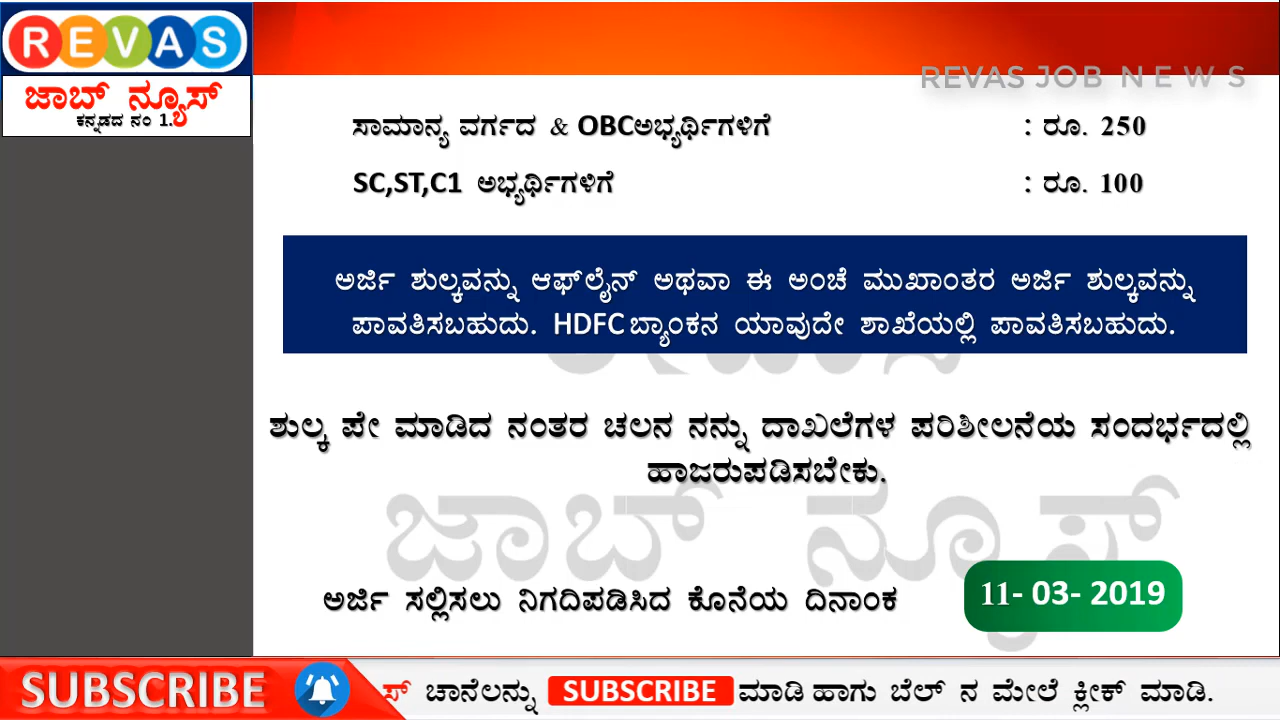 REVAS
ಜಾಬ್ ನ್ಯೂಸ್
ಕನ್ನಡದ ನಂ 1.
REVAS JOB NEWS
ಸಾಮಾನ್ಯ ವರ್ಗದ & OBCಅಭ್ಯರ್ಥಿಗಳಿಗೆ : ರೂ. 250
SC,ST,C1 ಅಭ್ಯರ್ಥಿಗಳಿಗೆ : ರೂ. 100
ಅರ್ಜಿ ಶುಲ್ಕವನ್ನು ಆಫ್‌ಲೈನ್ ಅಥವಾ ಈ ಅಂಚೆ ಮುಖಾಂತರ ಅರ್ಜಿ ಶುಲ್ಕವನ್ನು
ಪಾವತಿಸಬಹುದು. HDFC ಬ್ಯಾಂಕನ ಯಾವುದೇ ಶಾಖೆಯಲ್ಲಿ ಪಾವತಿಸಬಹುದು.
ಶುಲ್ಕ ಪೇ ಮಾಡಿದ ನಂತರ ಚಲನ ನನ್ನು ದಾಖಲೆಗಳ ಪರಿಶೀಲನೆಯ ಸಂದರ್ಭದಲ್ಲಿ
ಹಾಜರುಪಡಿಸಬೇಕು.
ಜಾಬ್ ನ್ಯೂಸ್
ಅರ್ಜಿ ಸಲ್ಲಿಸಲು ನಿಗದಿಪಡಿಸಿದ ಕೊನೆಯ ದಿನಾಂಕ 11- 03- 2019
SUBSCRIBE ಸ್ ಚಾನೆಲನ್ನು SUBSCRIBE ಮಾಡಿ ಹಾಗು ಬೆಲ್ ನ ಮೇಲೆ ಕ್ಲೀಕ್ ಮಾಡಿ.